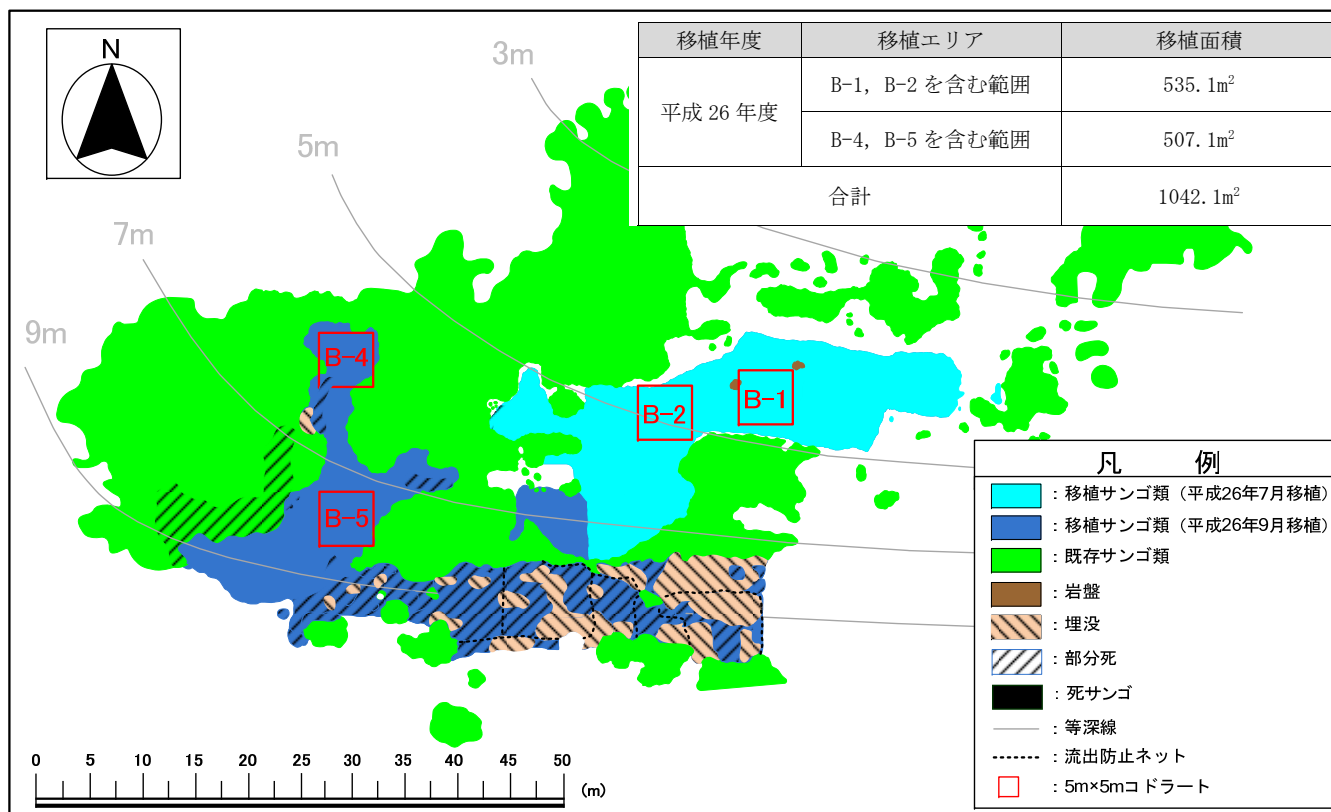 N
3m
5m
7m
9m
移植年度 移植エリア 移植面積
平成 26 年度 B-1, B-2 を含む範囲 535.1m²
B-4, B-5 を含む範囲 507.1m²
合計 1042.1m²
B-4
B-2
B-1
B-5
凡 例
：移植サンゴ類（平成26年7月移植）
：移植サンゴ類（平成26年9月移植）
：既存サンゴ類
：岩盤
：埋没
：部分死
：死サンゴ
：等深線
：流出防止ネット
：5m×5mコドラート
0 5 10 15 20 25 30 35 40 45 50 (m)